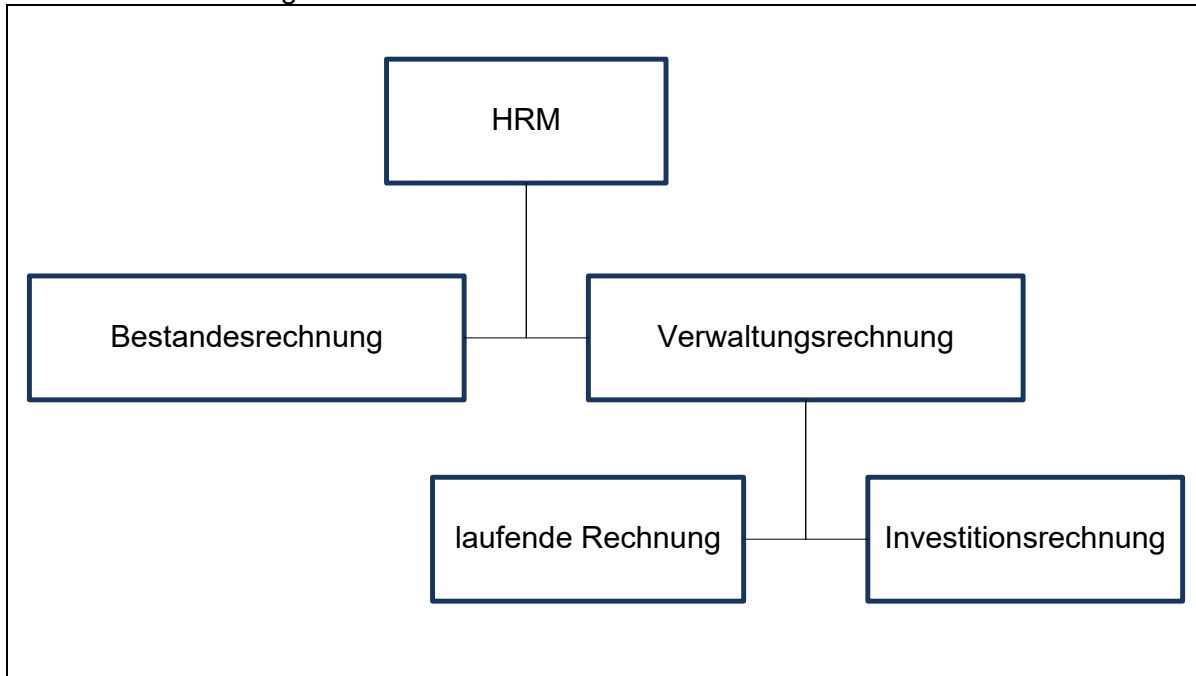 HRM
Bestandesrechnung
Verwaltungsrechnung
laufende Rechnung
Investitionsrechnung